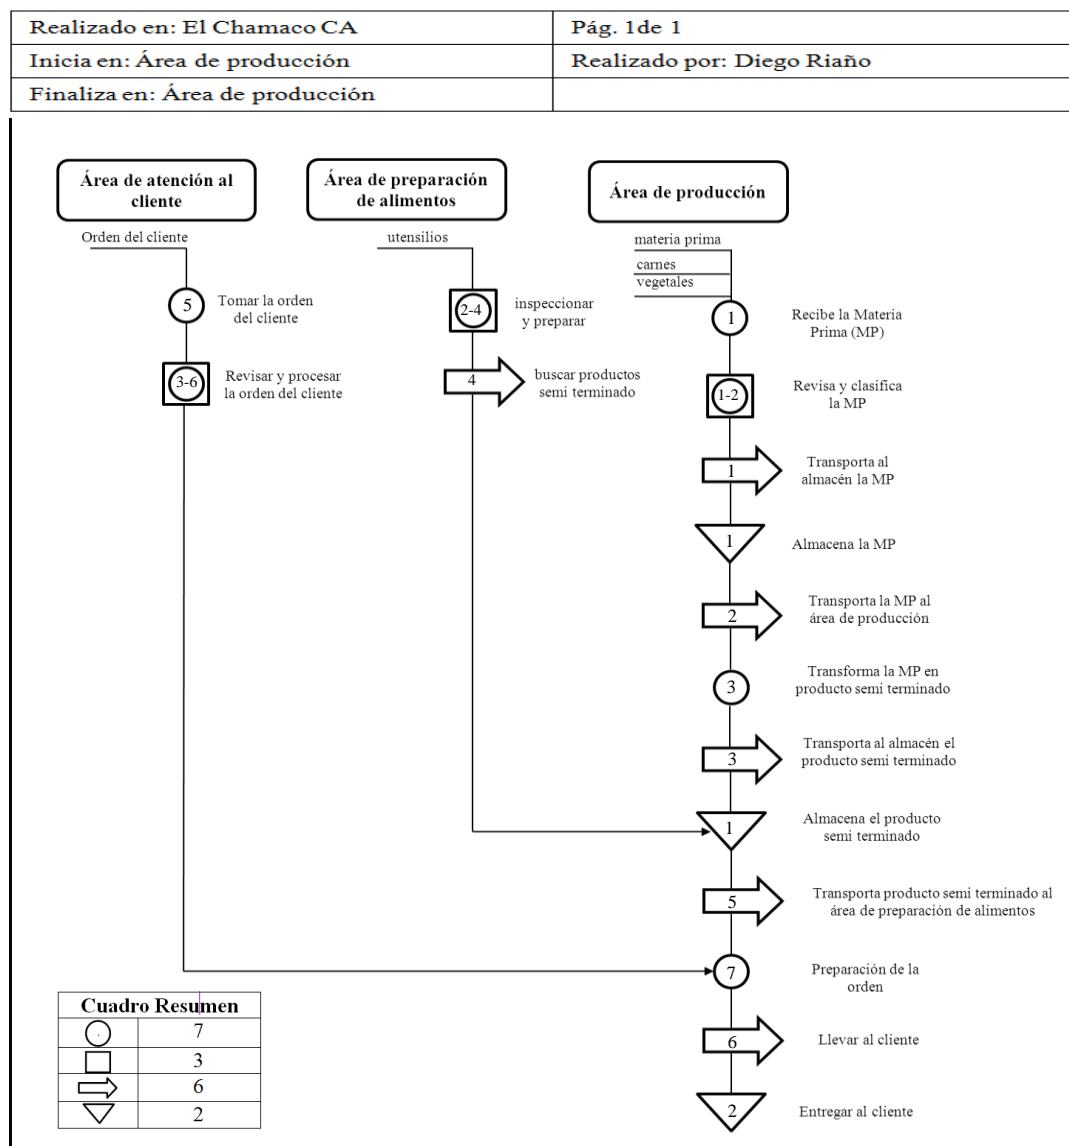 Realizado en: El Chamaco CA
Pág. 1de 1
Inicia en: Área de producción
Realizado por: Diego Riaño
Finaliza en: Área de producción
Área de atención al
cliente
Orden del cliente
5
Tomar la orden
del cliente
3-6
Revisar y procesar
la orden del cliente
Área de preparación
de alimentos
utensilios
2-4
inspeccionar
y preparar
4
buscar productos
semi terminado
Área de producción
materia prima
carnes
vegetales
1
Recibe la Materia
Prima (MP)
1-2
Revisa y clasifica
la MP
1
Transporta al
almacén la MP
1
Almacena la MP
2
Transporta la MP al
área de producción
3
Transforma la MP en
producto semi terminado
3
Transporta al almacén el
producto semi terminado
1
Almacena el producto
semi terminado
5
Transporta producto semi terminado al
área de preparación de alimentos
7
Preparación de la
orden
6
Llevar al cliente
2
Entregar al cliente
Cuadro Resumen
7
3
6
2